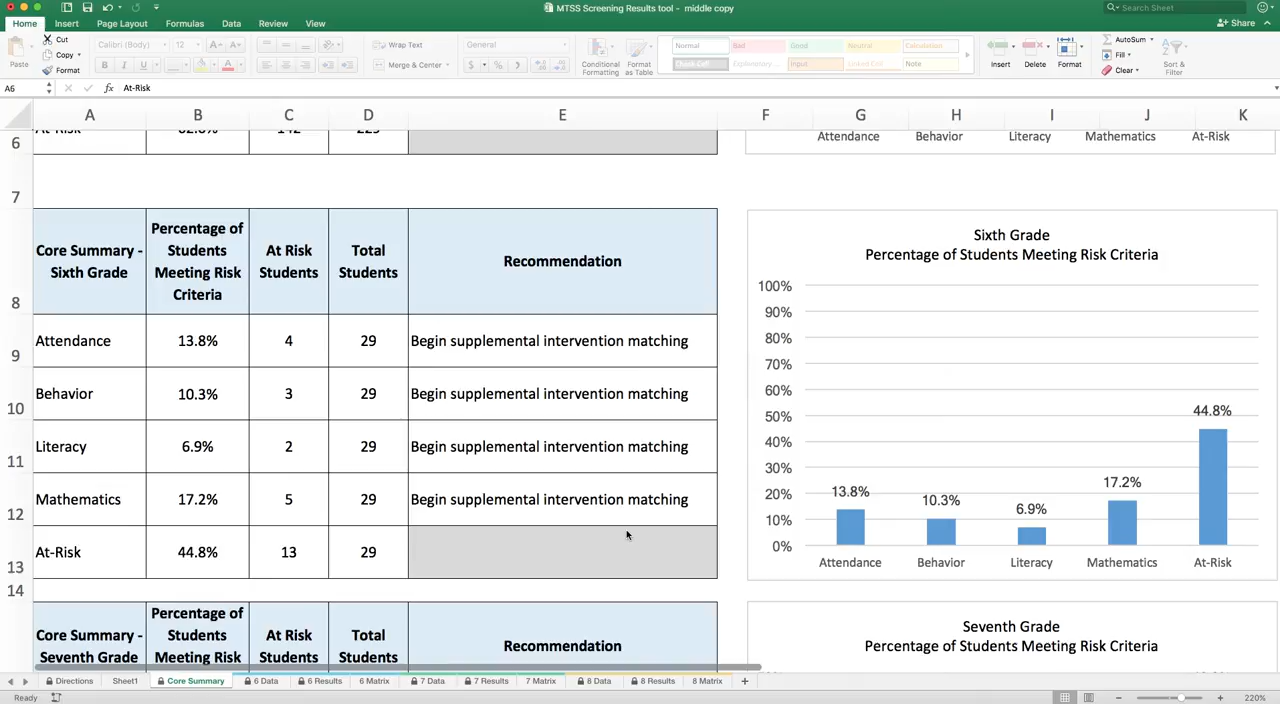 MTSS Screening Results tool - middle copy
Search Sheet
Home Insert Page Layout Formulas Data Review View
Share
Paste
Cut
Copy
Format
Calibri (Body) 12
B I U
Wrap Text
Merge & Center
General
Conditional Formatting
Format as Table
Normal Bad Good Neutral Calculation
Check Cell Explanatory ... Input Linked Cell Note
Insert Delete Format
AutoSum
Fill
Clear
Sort & Filter
A6 fx At-Risk
A B C D E F G H I J K
6
Attendance Behavior Literacy Mathematics At-Risk
7
8
Core Summary - Sixth Grade
Percentage of Students Meeting Risk Criteria
At Risk Students
Total Students
Recommendation
9 Attendance 13.8% 4 29 Begin supplemental intervention matching
10 Behavior 10.3% 3 29 Begin supplemental intervention matching
11 Literacy 6.9% 2 29 Begin supplemental intervention matching
12 Mathematics 17.2% 5 29 Begin supplemental intervention matching
13 At-Risk 44.8% 13 29
14
Sixth Grade
Percentage of Students Meeting Risk Criteria
100%
90%
80%
70%
60%
50%
40%
30%
20%
10%
0%
13.8% 10.3% 6.9% 17.2% 44.8%
Attendance Behavior Literacy Mathematics At-Risk
Core Summary - Seventh Grade
Percentage of Students Meeting Risk
At Risk Students
Total Students
Recommendation
Seventh Grade
Percentage of Students Meeting Risk Criteria
Directions Sheet1 Core Summary 6 Data 6 Results 6 Matrix 7 Data 7 Results 7 Matrix 8 Data 8 Results 8 Matrix +
Ready
220%